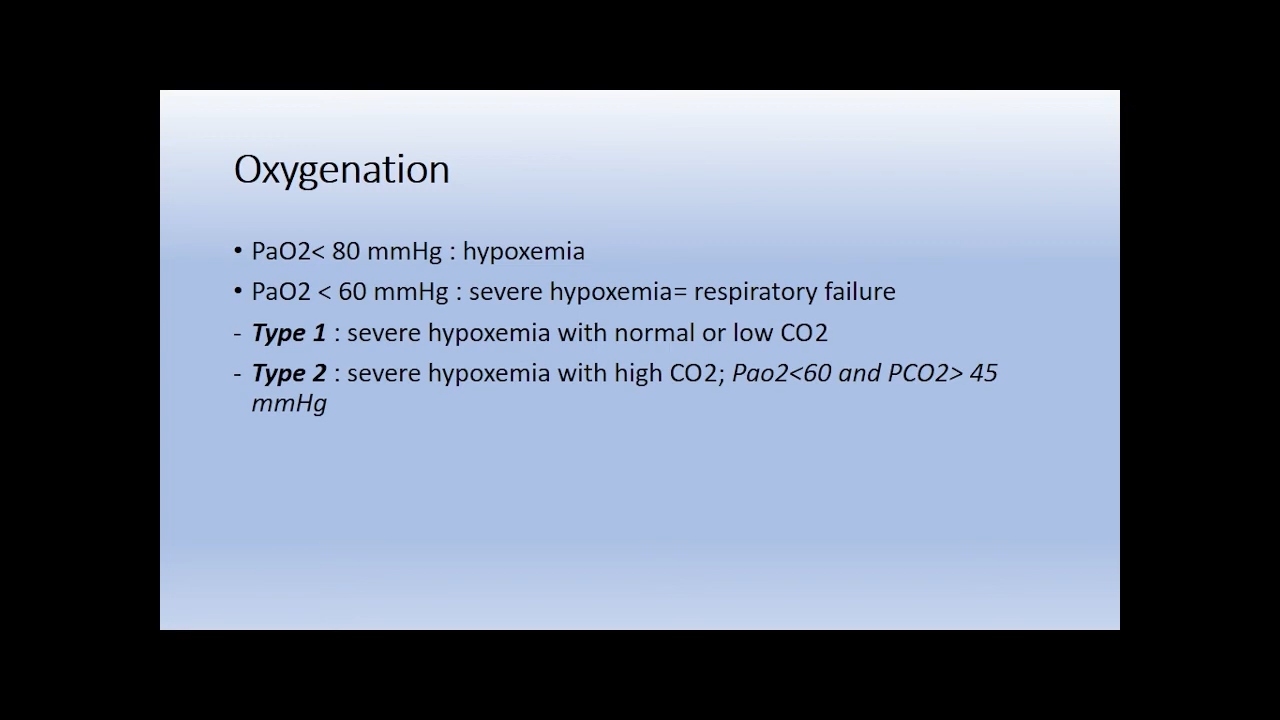 Oxygenation
• PaO2< 80 mmHg : hypoxemia
• PaO2 < 60 mmHg : severe hypoxemia= respiratory failure
- Type 1 : severe hypoxemia with normal or low CO2
- Type 2 : severe hypoxemia with high CO2; Pao2<60 and PCO2> 45
mmHg